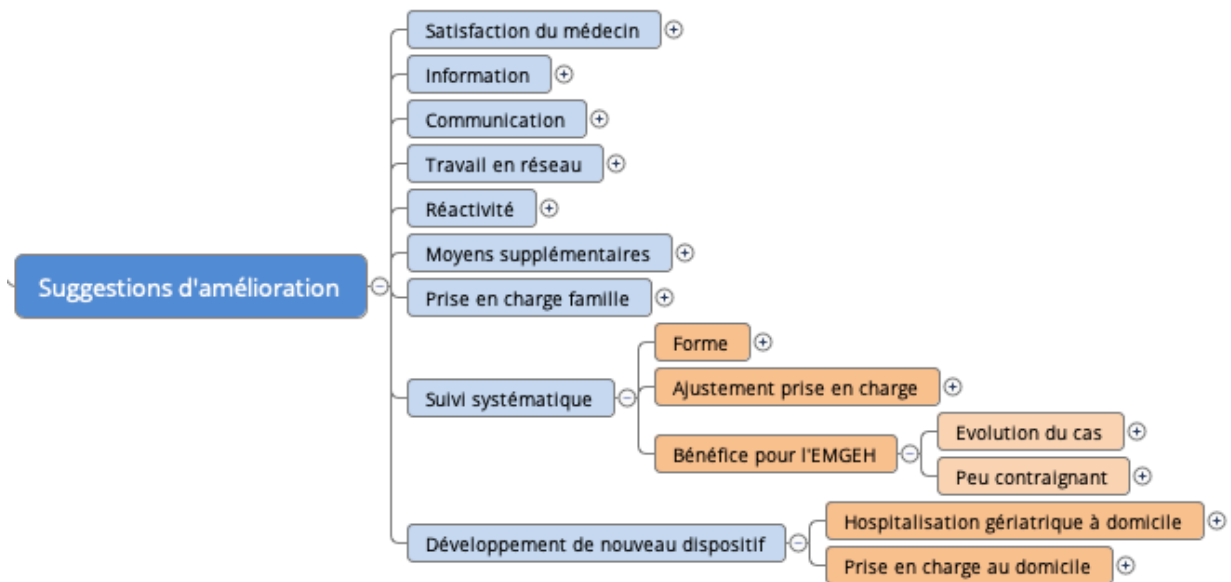 Satisfaction du médecin
Information
Communication
Travail en réseau
Réactivité
Moyens supplémentaires
Suggestions d'amélioration
Prise en charge famille
Forme
Ajustement prise en charge
Suivi systématique
Evolution du cas
Bénéfice pour l'EMGEH
Peu contraignant
Hospitalisation gériatrique à domicile
Développement de nouveau dispositif
Prise en charge au domicile